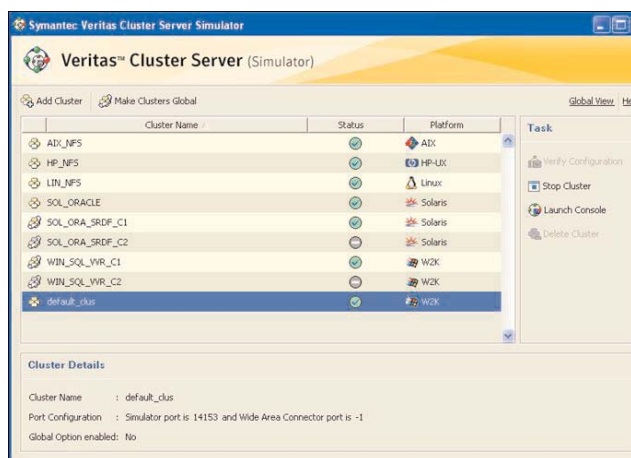 Symantec Veritas Cluster Server Simulator
Veritas™ Cluster Server (Simulator)
Add Cluster Make Clusters Global Global View
Cluster Name / Status Platform
AIX_NFS AIX
HP_NFS HP-UX
LIN_NFS Linux
SOL_ORACLE Solaris
SOL_ORA_SRDF_C1 Solaris
SOL_ORA_SRDF_C2 Solaris
WIN_SQL_VVR_C1 W2K
WIN_SQL_VVR_C2 W2K
default_clus W2K
Task
Verify Configuration
Stop Cluster
Launch Console
Delete Cluster
Cluster Details
Cluster Name : default_clus
Port Configuration : Simulator port is 14153 and Wide Area Connector port is -1
Global Option enabled: No